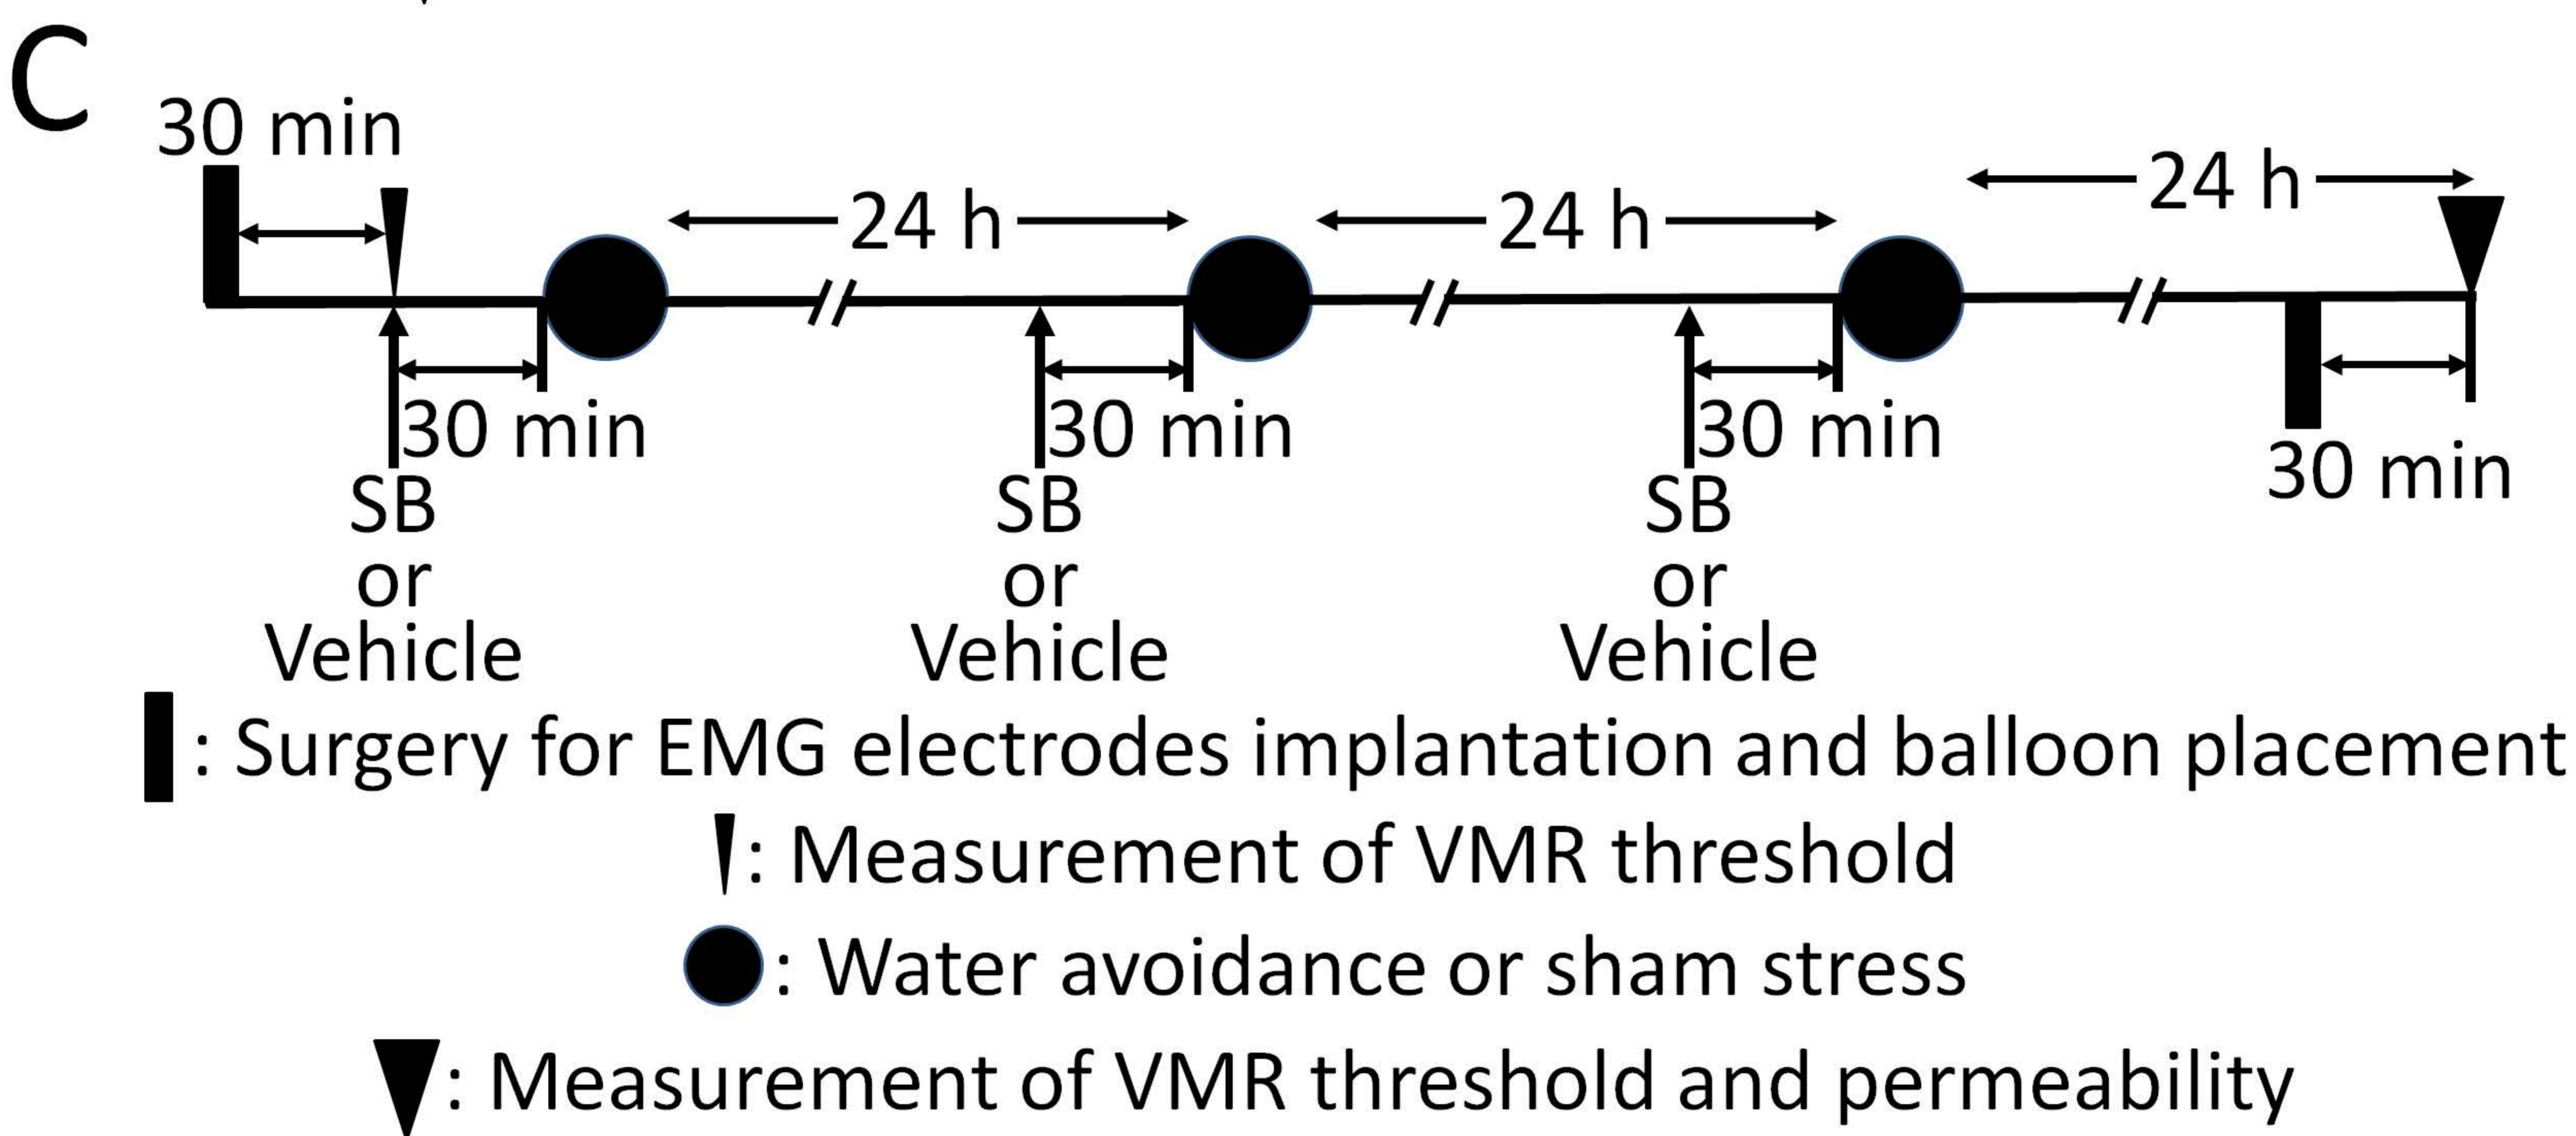 C
30 min
24 h
24 h
24 h
30 min
30 min
30 min
30 min
SB
or
Vehicle
SB
or
Vehicle
SB
or
Vehicle
: Surgery for EMG electrodes implantation and balloon placement
: Measurement of VMR threshold
: Water avoidance or sham stress
: Measurement of VMR threshold and permeability